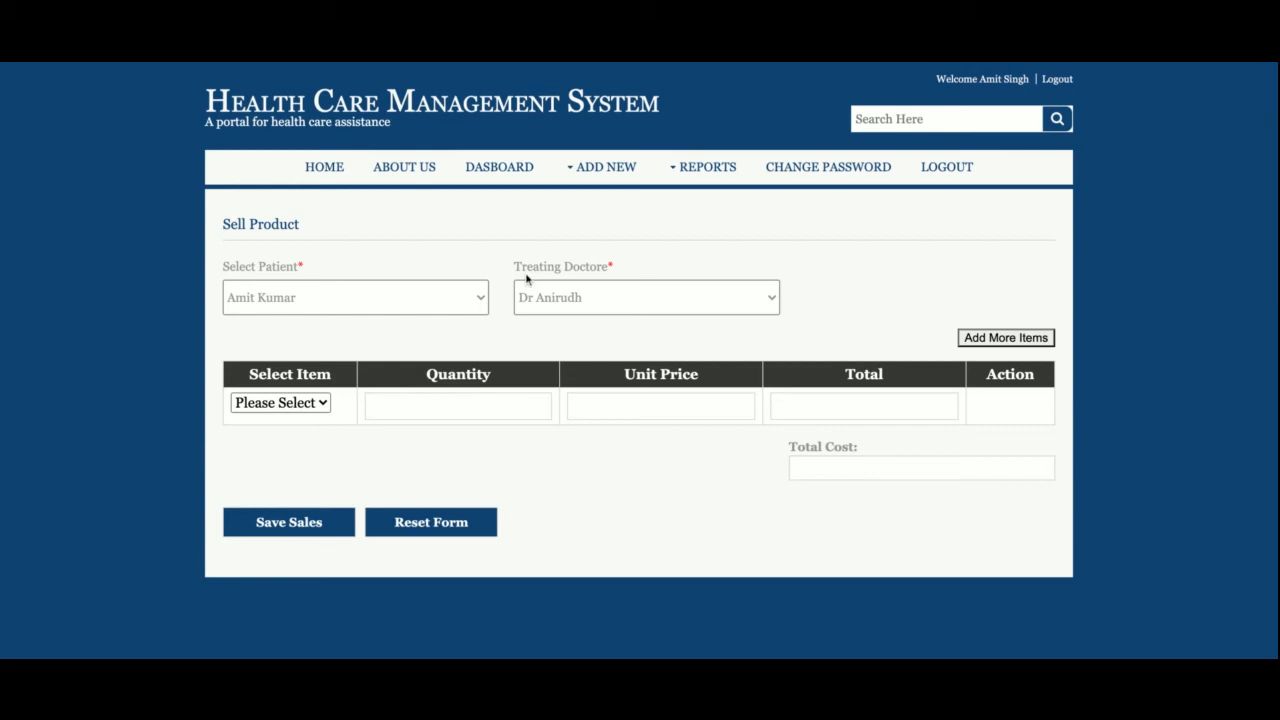 Welcome Amit Singh | Logout
Health Care Management System
A portal for health care assistance
Search Here
HOME ABOUT US DASBOARD ADD NEW REPORTS CHANGE PASSWORD LOGOUT
Sell Product
Select Patient* Treating Doctore*
Amit Kumar Dr Anirudh
Add More Items
Select Item Quantity Unit Price Total Action
Please Select
Total Cost:
Save Sales Reset Form